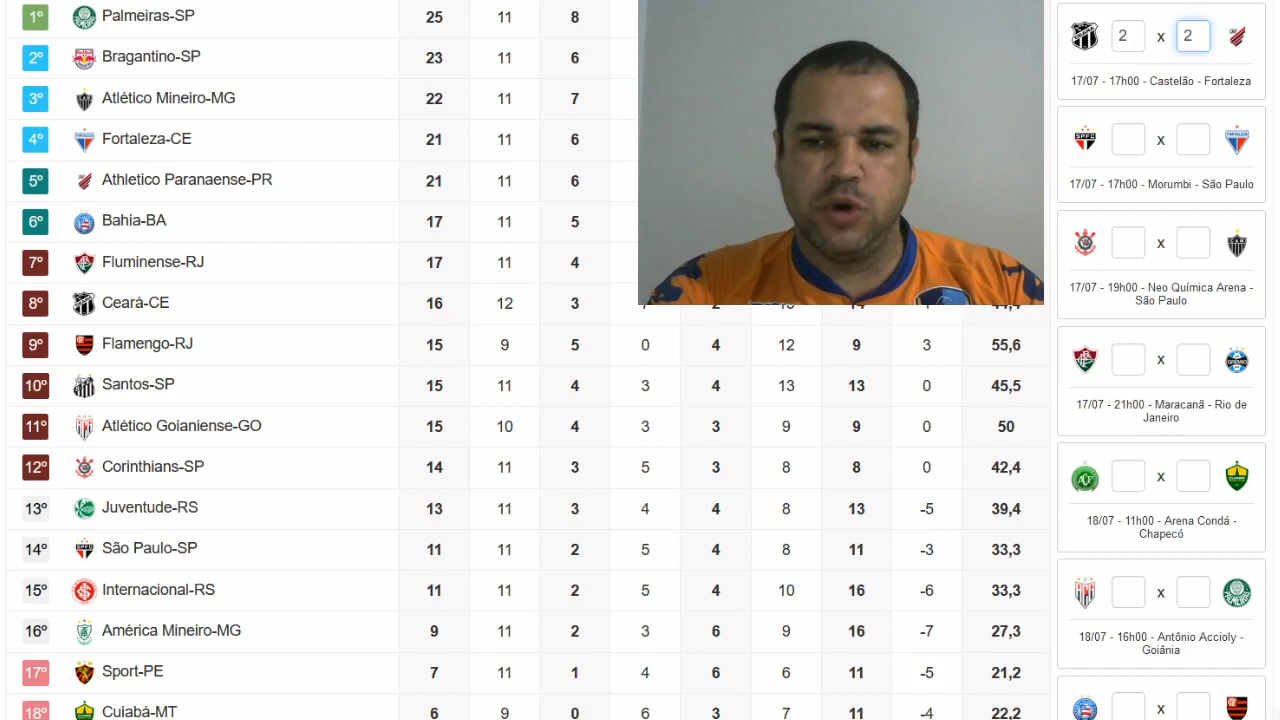 1º Palmeiras-SP 25 11 8
2º Bragantino-SP 23 11 6
3º Atlético Mineiro-MG 22 11 7
4º Fortaleza-CE 21 11 6
5º Athletico Paranaense-PR 21 11 6
6º Bahia-BA 17 11 5
7º Fluminense-RJ 17 11 4
8º Ceará-CE 16 12 3
9º Flamengo-RJ 15 9 5 0 4 12 9 3 55,6
10º Santos-SP 15 11 4 3 4 13 13 0 45,5
11º Atlético Goianiense-GO 15 10 4 3 3 9 9 0 50
12º Corinthians-SP 14 11 3 5 3 8 8 0 42,4
13º Juventude-RS 13 11 3 4 4 8 13 -5 39,4
14º São Paulo-SP 11 11 2 5 4 8 11 -3 33,3
15º Internacional-RS 11 11 2 5 4 10 16 -6 33,3
16º América Mineiro-MG 9 11 2 3 6 9 16 -7 27,3
17º Sport-PE 7 11 1 4 6 6 11 -5 21,2
18º Cuiabá-MT 6 9 0 6 3 7 11 -4 22,2
2 x 2
17/07 - 17h00 - Castelão - Fortaleza
SPFC x FORTALEZA
17/07 - 17h00 - Morumbi - São Paulo
x
17/07 - 19h00 - Neo Química Arena -
São Paulo
x GRÊMIO
17/07 - 21h00 - Maracanã - Rio de
Janeiro
x
18/07 - 11h00 - Arena Condá -
Chapecó
x
18/07 - 16h00 - Antônio Accioly -
Goiânia
x